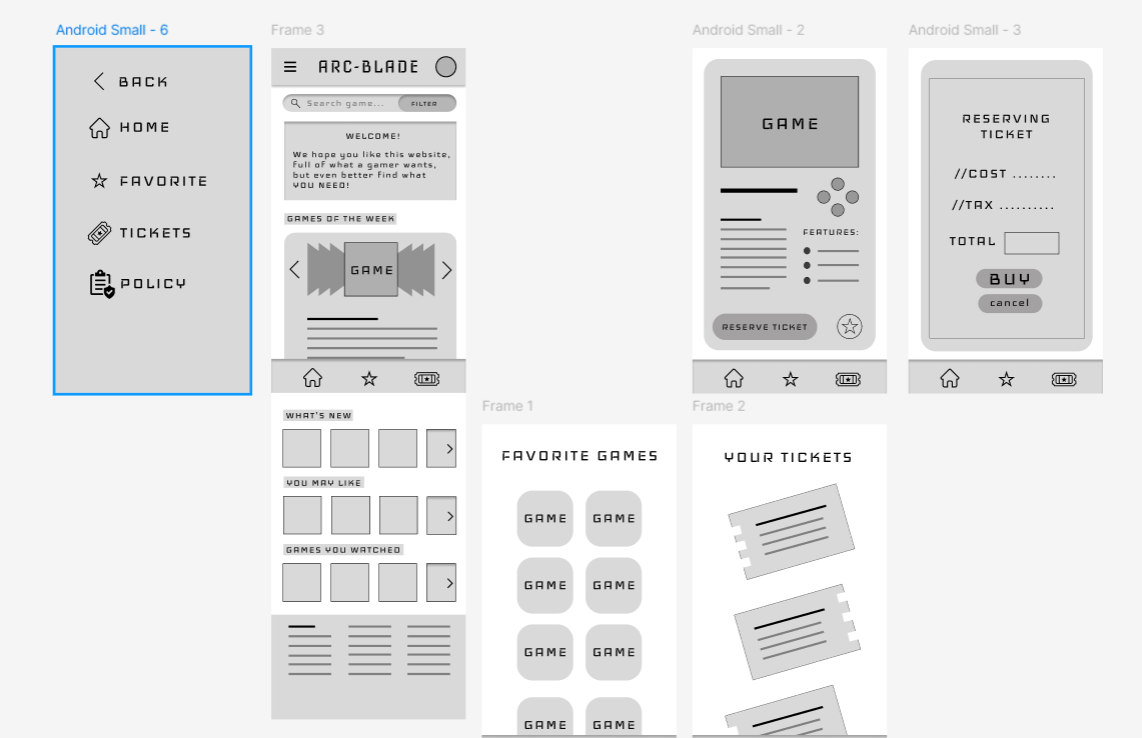 Android Small - 6
BACK
HOME
FAVORITE
TICKETS
POLICY
Frame 3
ARC-BLADE
Search game...
FILTER
WELCOME!
We hope you like this website,
full of what a gamer wants,
but even better find what
YOU NEED!
GAMES OF THE WEEK
GAME
WHAT'S NEW
YOU MAY LIKE
GAMES YOU WATCHED
Android Small - 2
GAME
FEATURES:
RESERVE TICKET
Android Small - 3
RESERVING
TICKET
//COST ........
//TAX ..........
TOTAL
BUY
cancel
Frame 1
FAVORITE GAMES
GAME GAME
GAME GAME
GAME GAME
GAME GAME
Frame 2
YOUR TICKETS